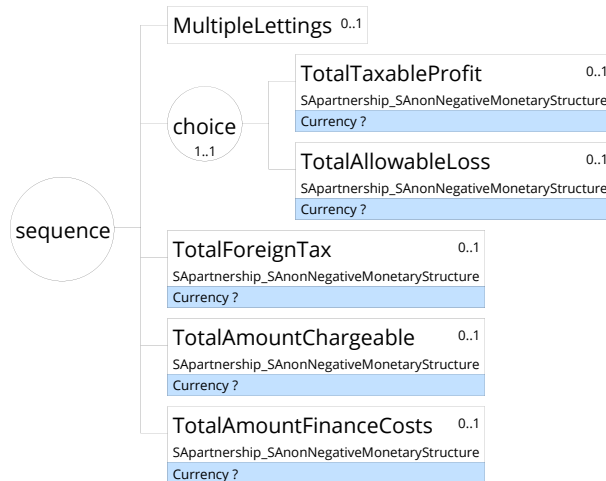 MultipleLettings 0..1
TotalTaxableProfit 0..1
SApartnership_SAnonNegativeMonetaryStructure
Currency ?
choice
1..1
TotalAllowableLoss 0..1
SApartnership_SAnonNegativeMonetaryStructure
Currency ?
sequence
TotalForeignTax 0..1
SApartnership_SAnonNegativeMonetaryStructure
Currency ?
TotalAmountChargeable 0..1
SApartnership_SAnonNegativeMonetaryStructure
Currency ?
TotalAmountFinanceCosts 0..1
SApartnership_SAnonNegativeMonetaryStructure
Currency ?